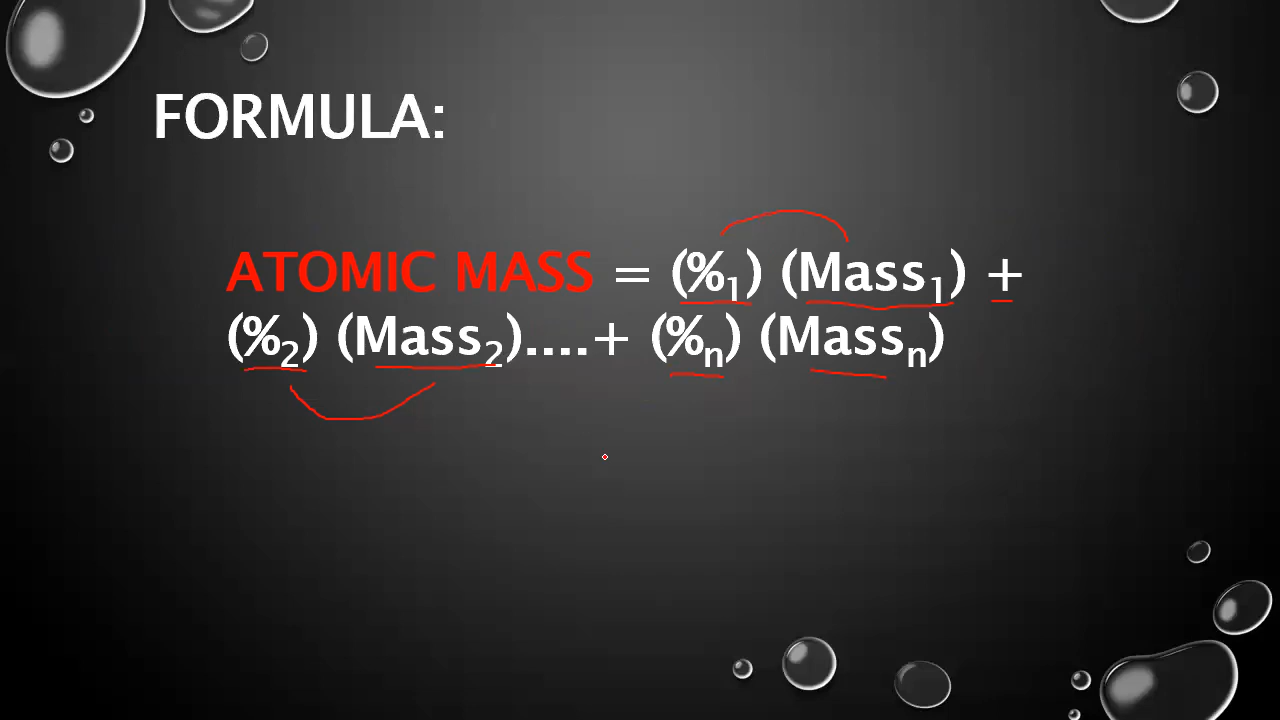 FORMULA:
ATOMIC MASS = (%₁) (Mass₁) +
(%₂) (Mass₂)....+ (%ₙ) (Massₙ)